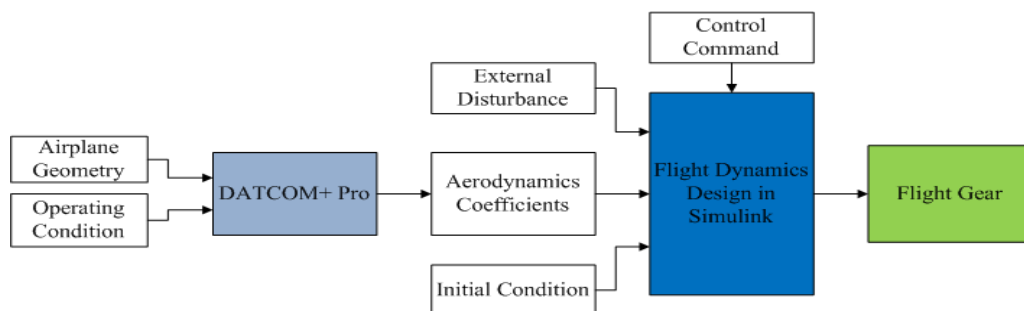 Control
Command
External
Disturbance
Airplane
Geometry
Operating
Condition
DATCOM+ Pro
Aerodynamics
Coefficients
Initial Condition
Flight Dynamics
Design in
Simulink
Flight Gear